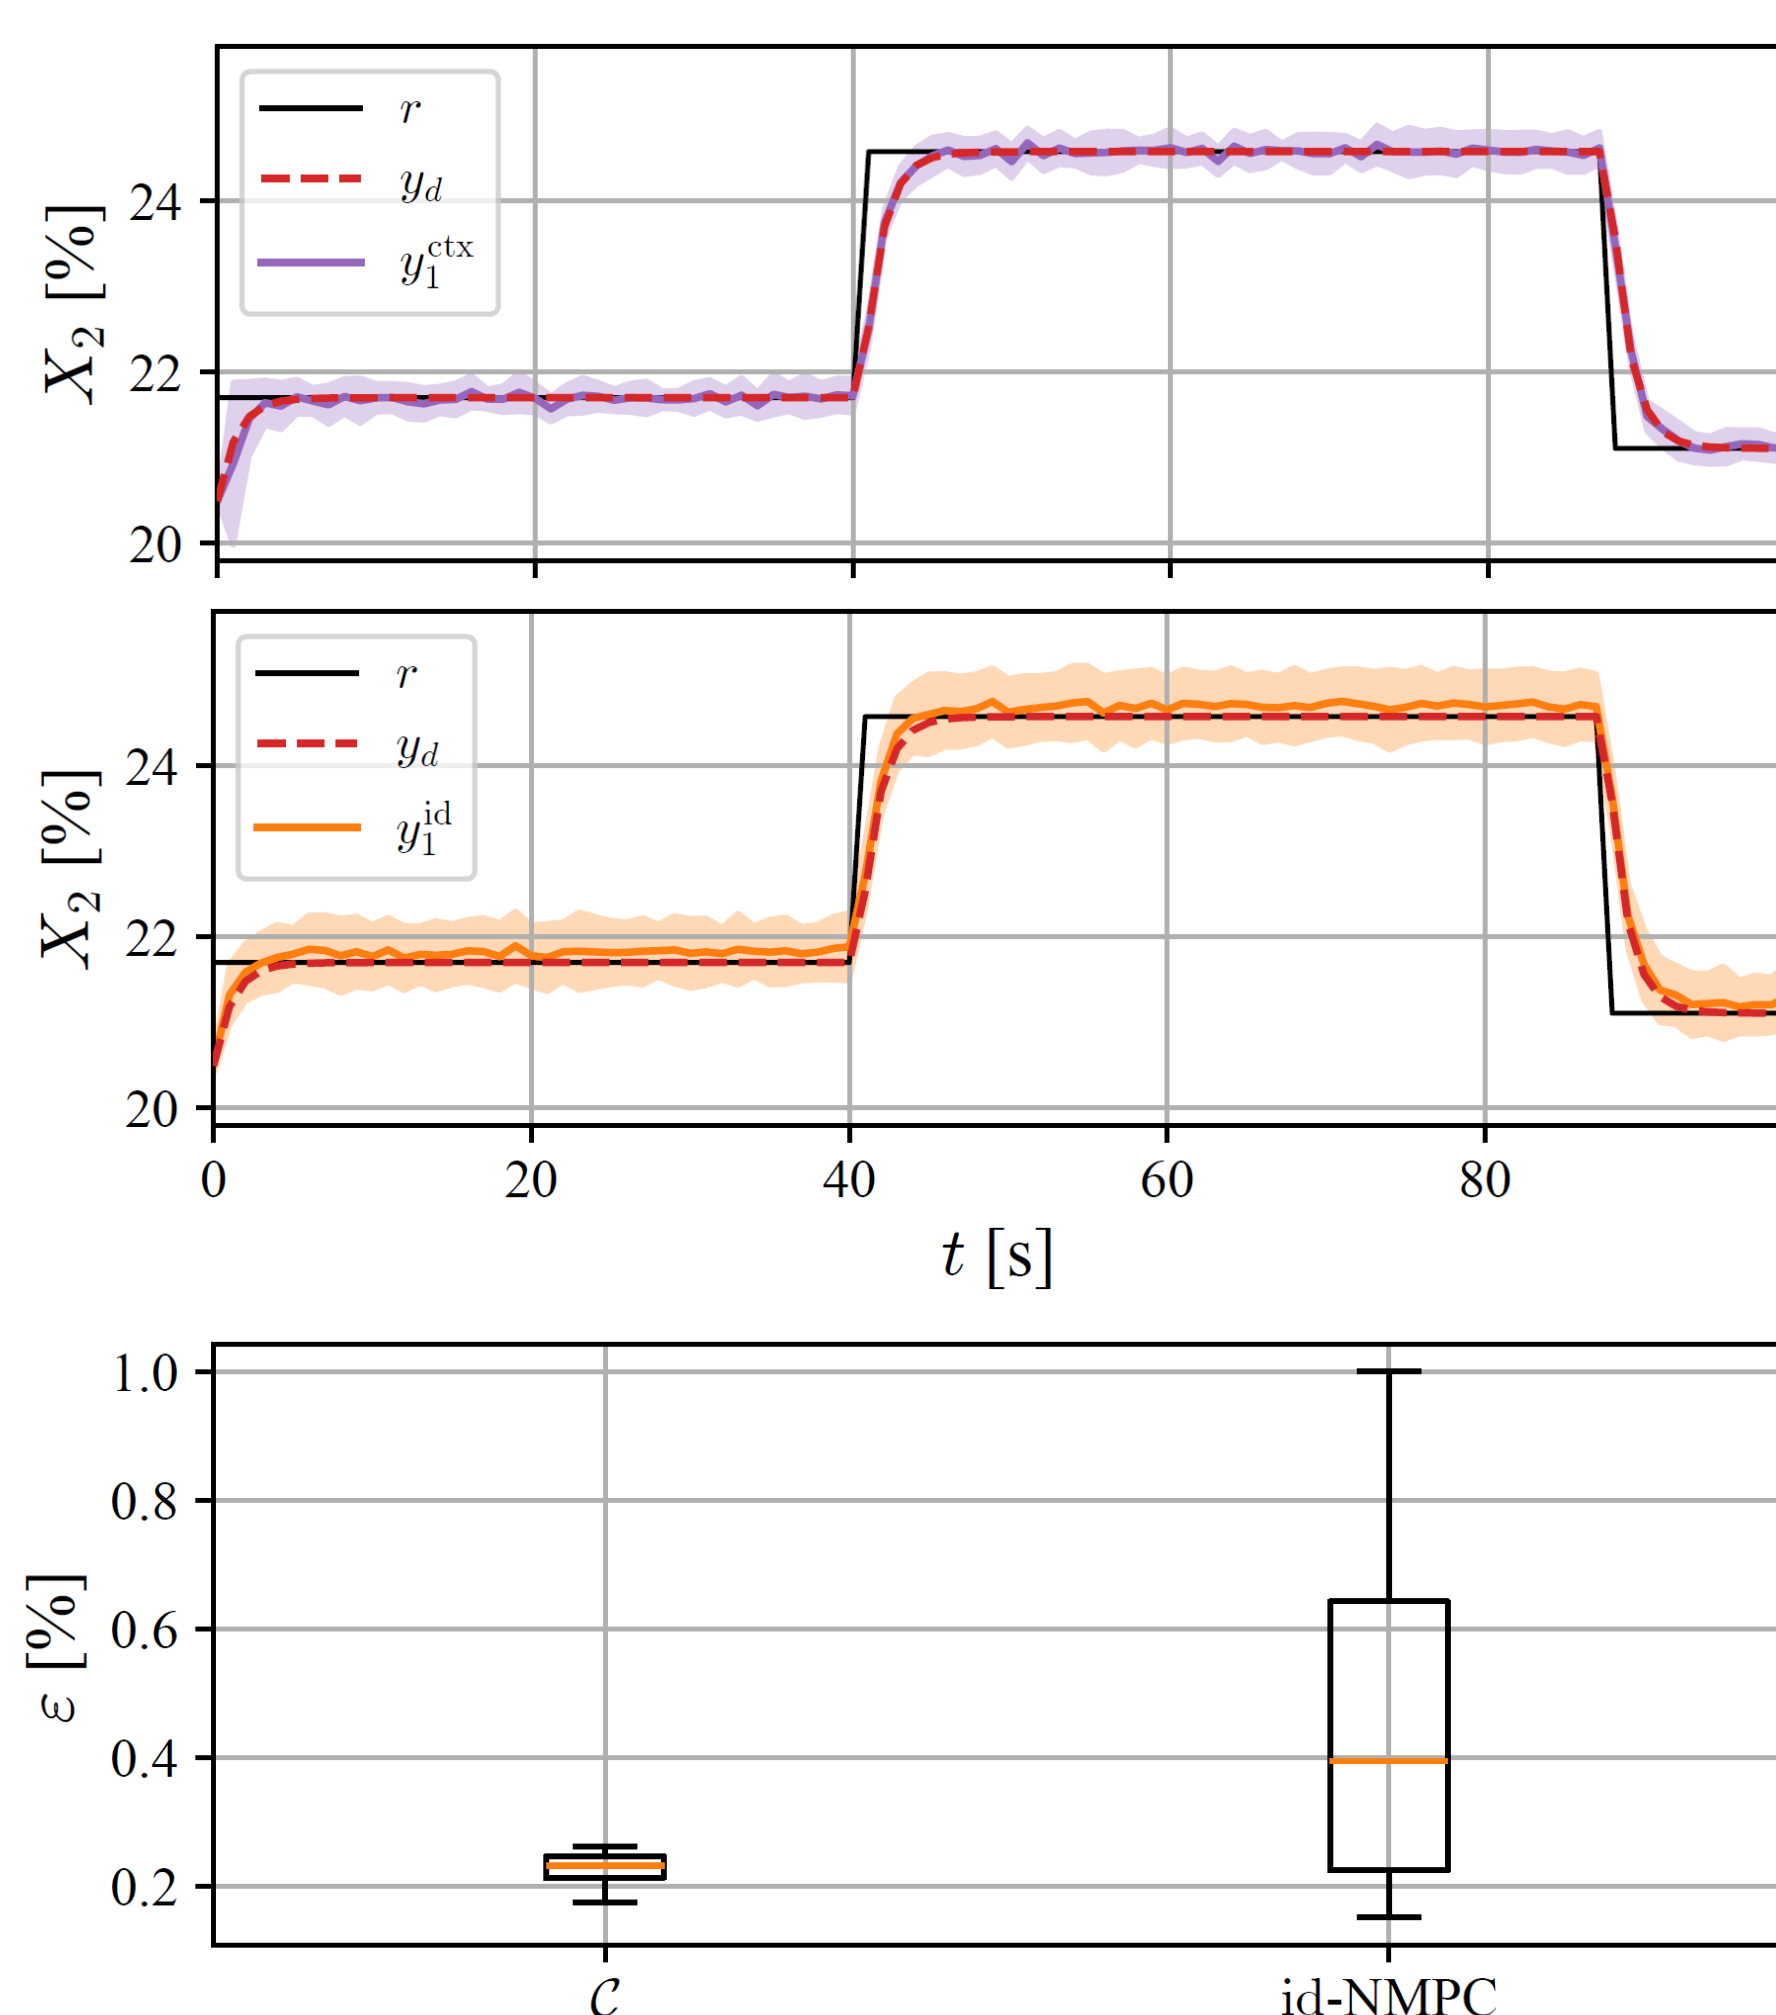 r
y_d
y_1^ctx
X_2 [%]
24
22
20
r
y_d
y_1^id
X_2 [%]
24
22
20
0 20 40 60 80
t [s]
ε [%]
1.0
0.8
0.6
0.4
0.2
𝒞 id-NMPC